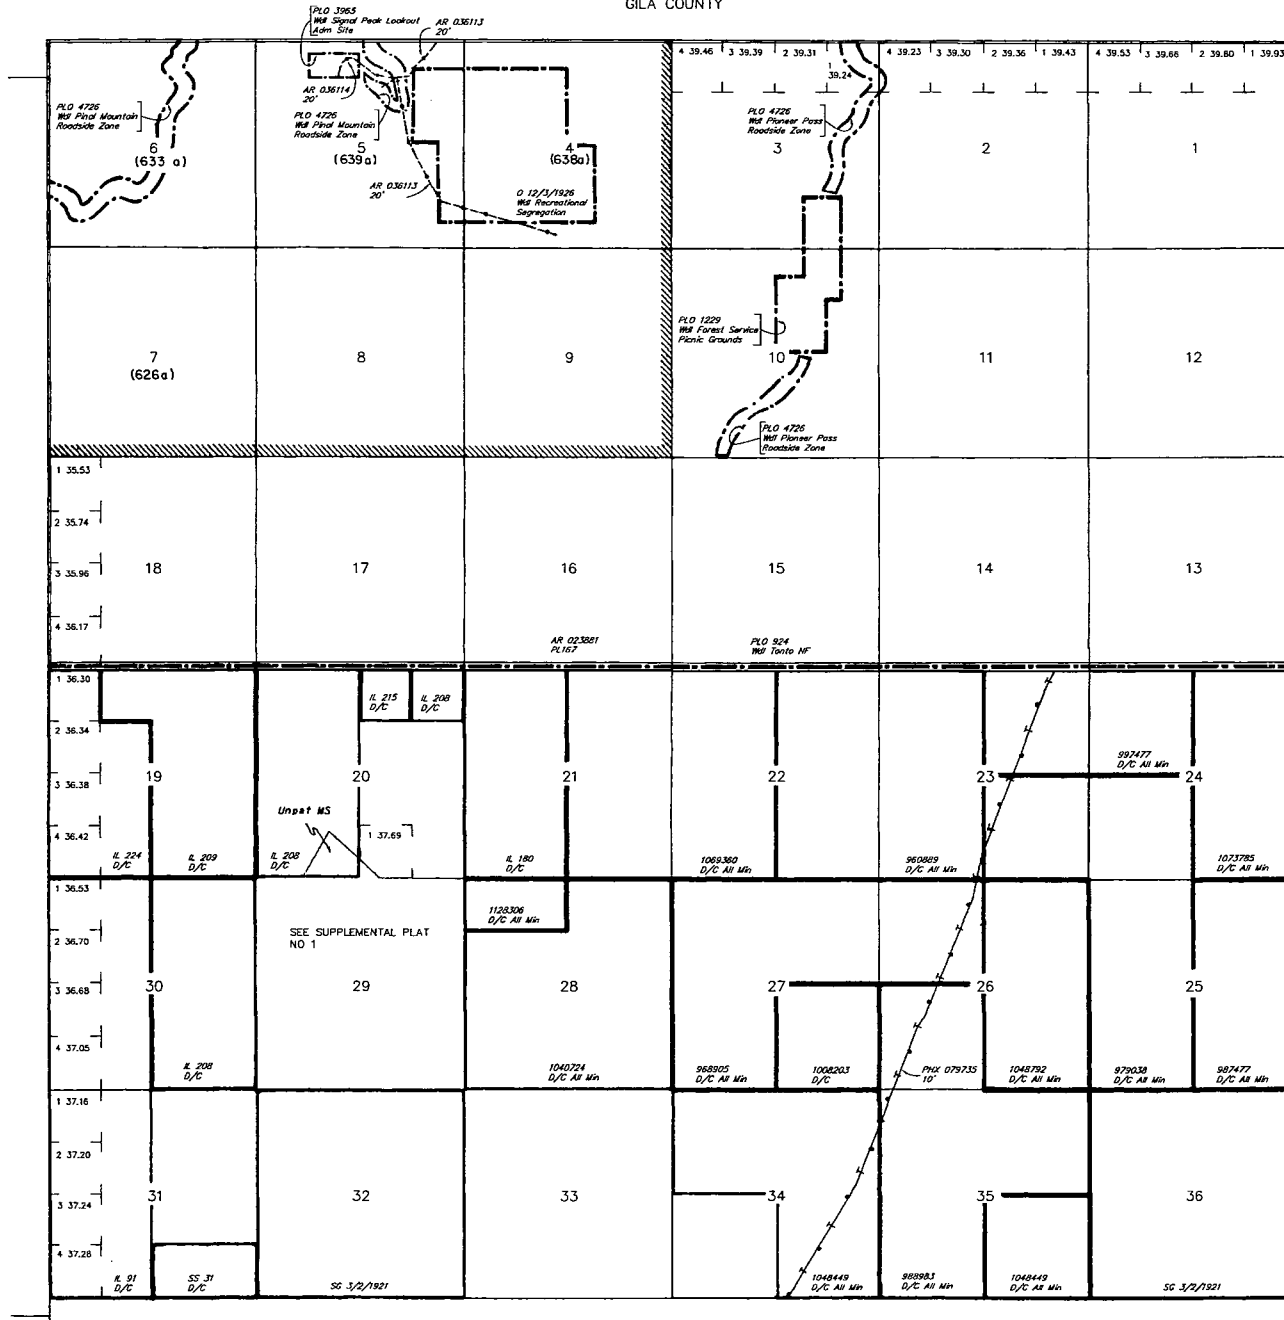 GILA COUNTY
PLO 3965
Wdl Signal Peak Lookout
Adm Site
AR 036113
20'
4 39.46 3 39.39 2 39.31
1
39.24
4 39.23 3 39.30 2 39.36 1 39.43
4 39.53 3 39.66 2 39.80 1 39.93
PLO 4726
Wdl Pinal Mountain
Roadside Zone
AR 036114
20'
PLO 4726
Wdl Pinal Mountain
Roadside Zone
PLO 4726
Wdl Pioneer Pass
Roadside Zone
6
(633 a)
5
(639a)
4
(638a)
3
2
1
AR 036113
20'
O 12/3/1926
Wdl Recreational
Segregation
PLO 1229
Wdl Forest Service
Picnic Grounds
7
(626a)
8
9
10
11
12
PLO 4726
Wdl Pioneer Pass
Roadside Zone
1 35.53
2 35.74
3 35.96
4 36.17
18
17
16
15
14
13
AR 023881
PL167
PLO 924
Wdl Tonto NF
1 36.30
2 36.34
3 36.38
4 36.42
IL 215
D/C
IL 208
D/C
997477
D/C All Min
19
20
21
22
23
24
Unpat MS
1 37.69
IL 224
D/C
IL 209
D/C
IL 208
D/C
IL 180
D/C
1069360
D/C All Min
960889
D/C All Min
1073785
D/C All Min
1 36.53
2 36.70
3 36.68
4 37.05
1128306
D/C All Min
SEE SUPPLEMENTAL PLAT
NO 1
30
29
28
27
26
25
IL 208
D/C
1040724
D/C All Min
968905
D/C All Min
1008203
D/C
PHX 079735
10'
1048792
D/C All Min
979038
D/C All Min
987477
D/C All Min
1 37.16
2 37.20
3 37.24
4 37.28
31
32
33
34
35
36
IL 91
D/C
SS 31
D/C
SG 3/2/1921
1048449
D/C All Min
988983
D/C All Min
1048449
D/C All Min
SG 3/2/1921